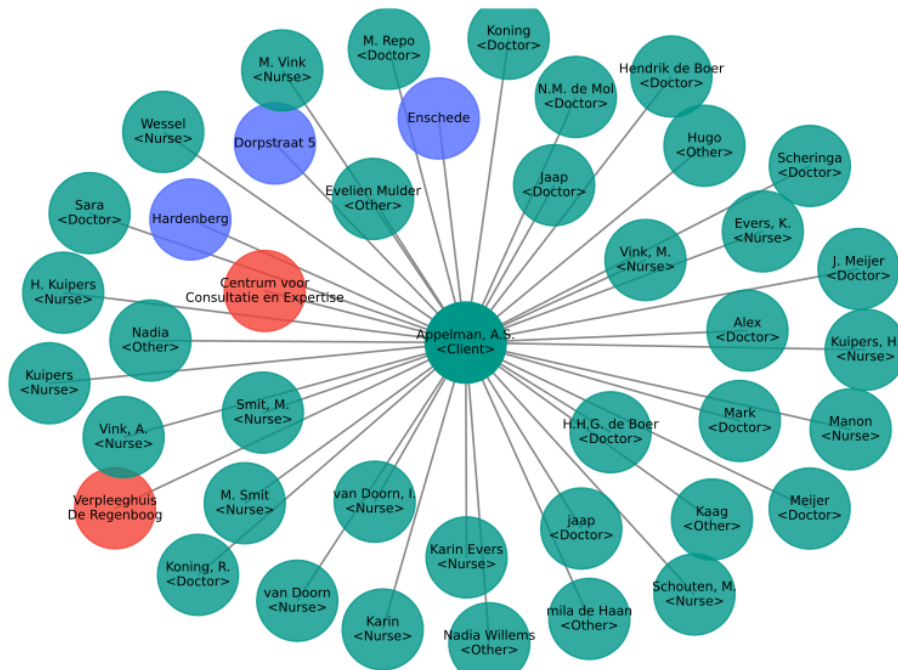 Koning
<Doctor>
M. Repo
<Doctor>
M. Vink
<Nurse>
Hendrik de Boer
<Doctor>
N.M. de Mol
<Doctor>
Enschede
Wessel
<Nurse>
Dorpstraat 5
Hugo
<Other>
Scheringa
<Doctor>
Jaap
<Doctor>
Evelien Mulder
<Other>
Sara
<Doctor>
Hardenberg
Evers, K.
<Nurse>
Vink, M.
<Nurse>
J. Meijer
<Doctor>
H. Kuipers
<Nurse>
Centrum voor
Consultatie en Expertise
Nadia
<Other>
Appelman, A.S.
<Client>
Alex
<Doctor>
Kuipers, H.
<Nurse>
Kuipers
<Nurse>
Smit, M.
<Nurse>
Vink, A.
<Nurse>
H.H.G. de Boer
<Doctor>
Mark
<Doctor>
Manon
<Nurse>
Verpleeghuis
De Regenboog
M. Smit
<Nurse>
van Doorn, I.
<Nurse>
jaap
<Doctor>
Kaag
<Other>
Meijer
<Doctor>
Koning, R.
<Doctor>
van Doorn
<Nurse>
Karin Evers
<Nurse>
Schouten, M.
<Nurse>
Karin
<Nurse>
Nadia Willems
<Other>
mila de Haan
<Other>